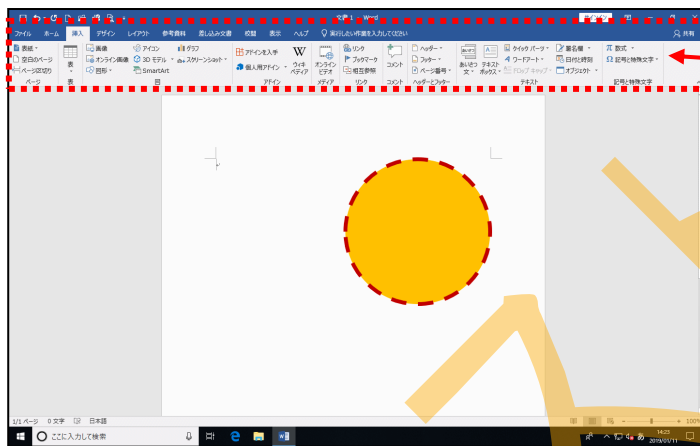 文書 1 - Word
ファイル ホーム 挿入 デザイン レイアウト 参考資料 差し込み文書 校閲 表示 ヘルプ 実行したい作業を入力してください 共有
表紙 画像 アイコン グラフ アドインを入手 リンク ヘッダー クイック パーツ 署名欄 数式
空白のページ オンライン画像 3D モデル スクリーンショット ブックマーク フッター ワードアート 日付と時刻 記号と特殊文字
ページ区切り 表 図形 SmartArt 個人用アドイン ウィキペディア オンラインビデオ 相互参照 コメント ページ番号 あいさつ文 テキストボックス ドロップ キャップ オブジェクト
ページ 表 図 アドイン メディア リンク コメント ヘッダーとフッター テキスト 記号と特殊文字
1/1 ページ 0 文字 日本語 100%
ここに入力して検索 あ 14:25
2019/01/11